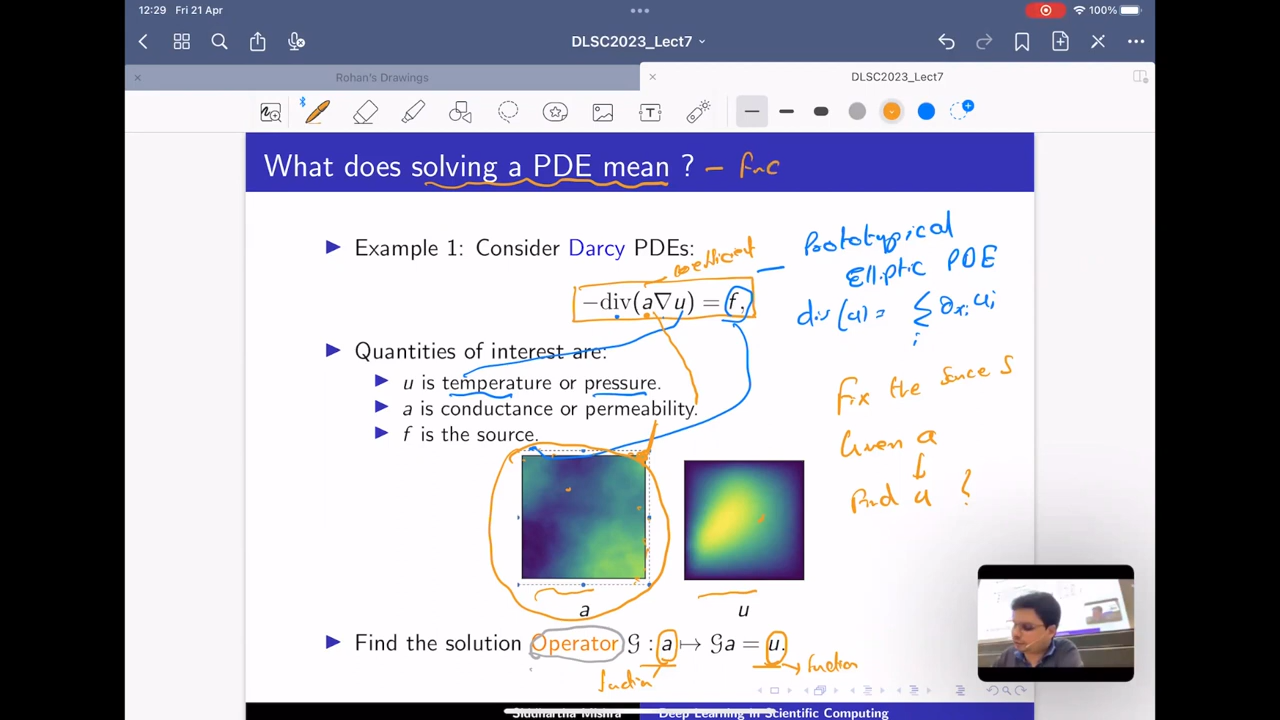 12:29 Fri 21 Apr
100%
DLSC2023_Lect7
Rohan's Drawings
DLSC2023_Lect7
What does solving a PDE mean ? – fnc
Example 1: Consider Darcy PDEs:
coefficient
−div(a∇u) = f,
Prototypical
Elliptic PDE
div(u) = ∑ ∂xi ui
i
Quantities of interest are:
u is temperature or pressure.
a is conductance or permeability.
f is the source.
Fix the
Given a
↓
Find u ?
a
u
Find the solution Operator 𝒢 : a ↦ 𝒢a = u.
function
function
Siddhartha Mishra
Deep Learning in Scientific Computing